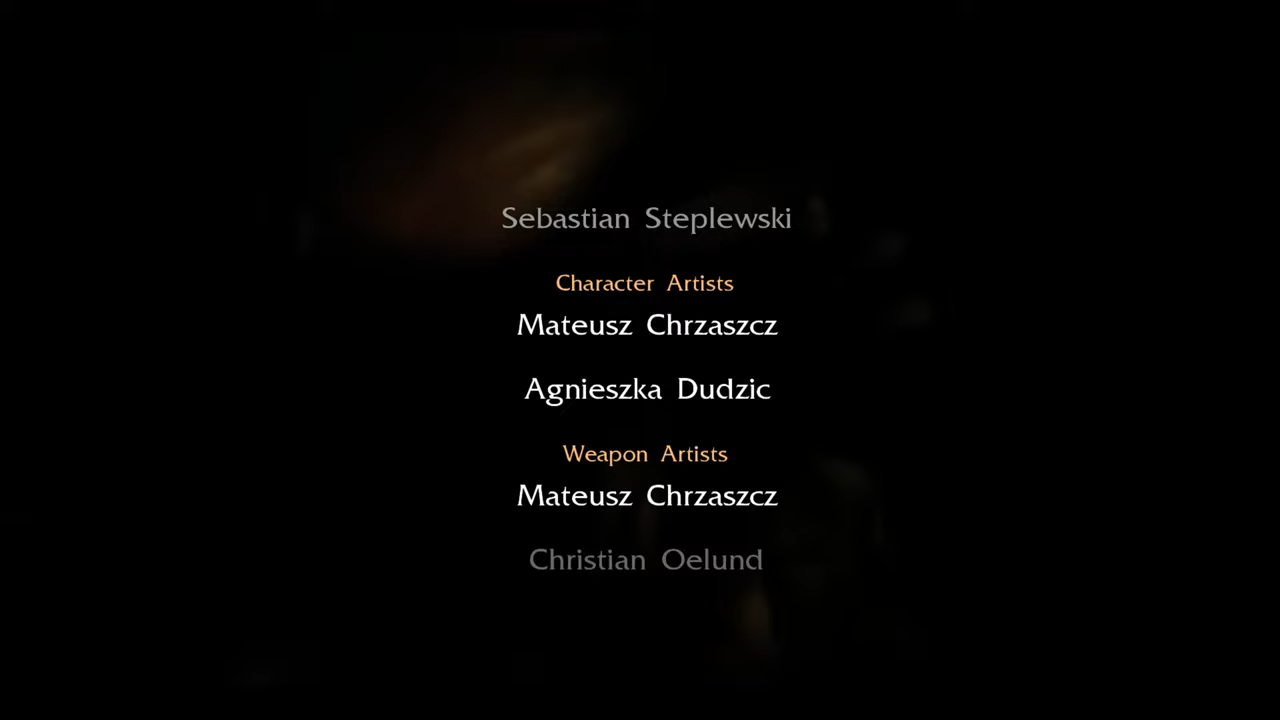 Sebastian Steplewski
Character Artists
Mateusz Chrzaszcz
Agnieszka Dudzic
Weapon Artists
Mateusz Chrzaszcz
Christian Oelund